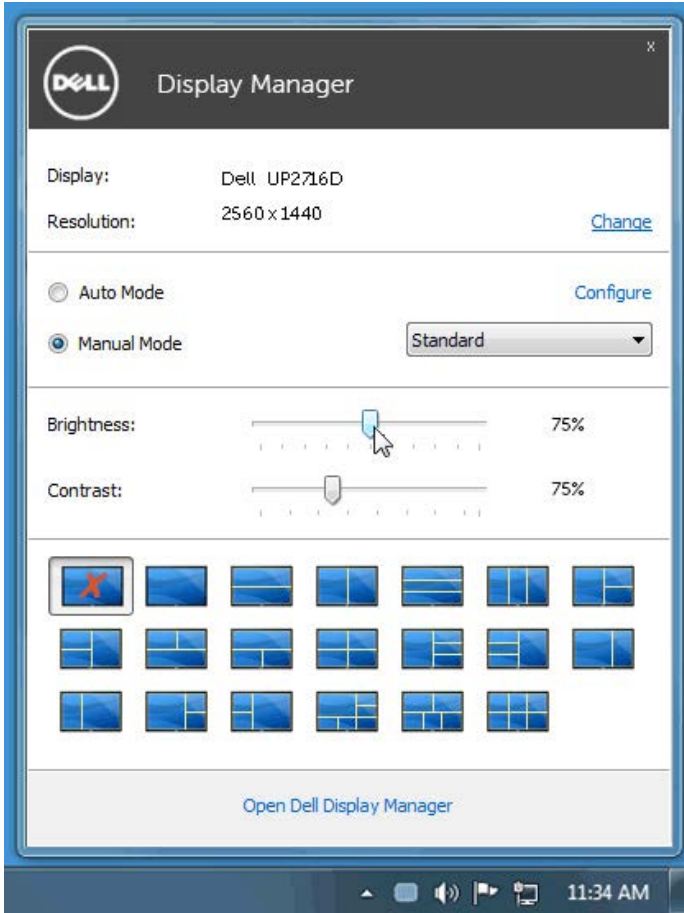 x
DELL Display Manager
Display: Dell UP2716D
Resolution: 2560 x 1440 Change
Auto Mode Configure
Manual Mode Standard
Brightness: 75%
Contrast: 75%
Open Dell Display Manager
11:34 AM